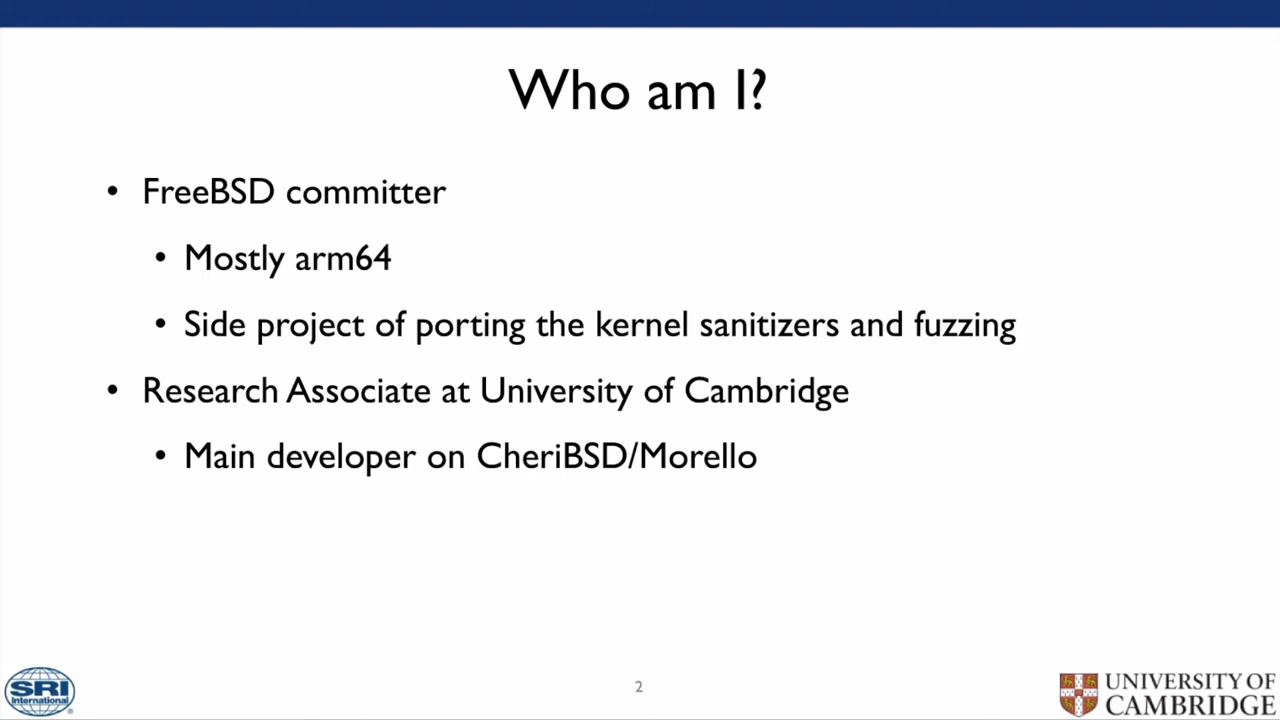 Who am I?
• FreeBSD committer
• Mostly arm64
• Side project of porting the kernel sanitizers and fuzzing
• Research Associate at University of Cambridge
• Main developer on CheriBSD/Morello
SRI
International
2
UNIVERSITY OF
CAMBRIDGE